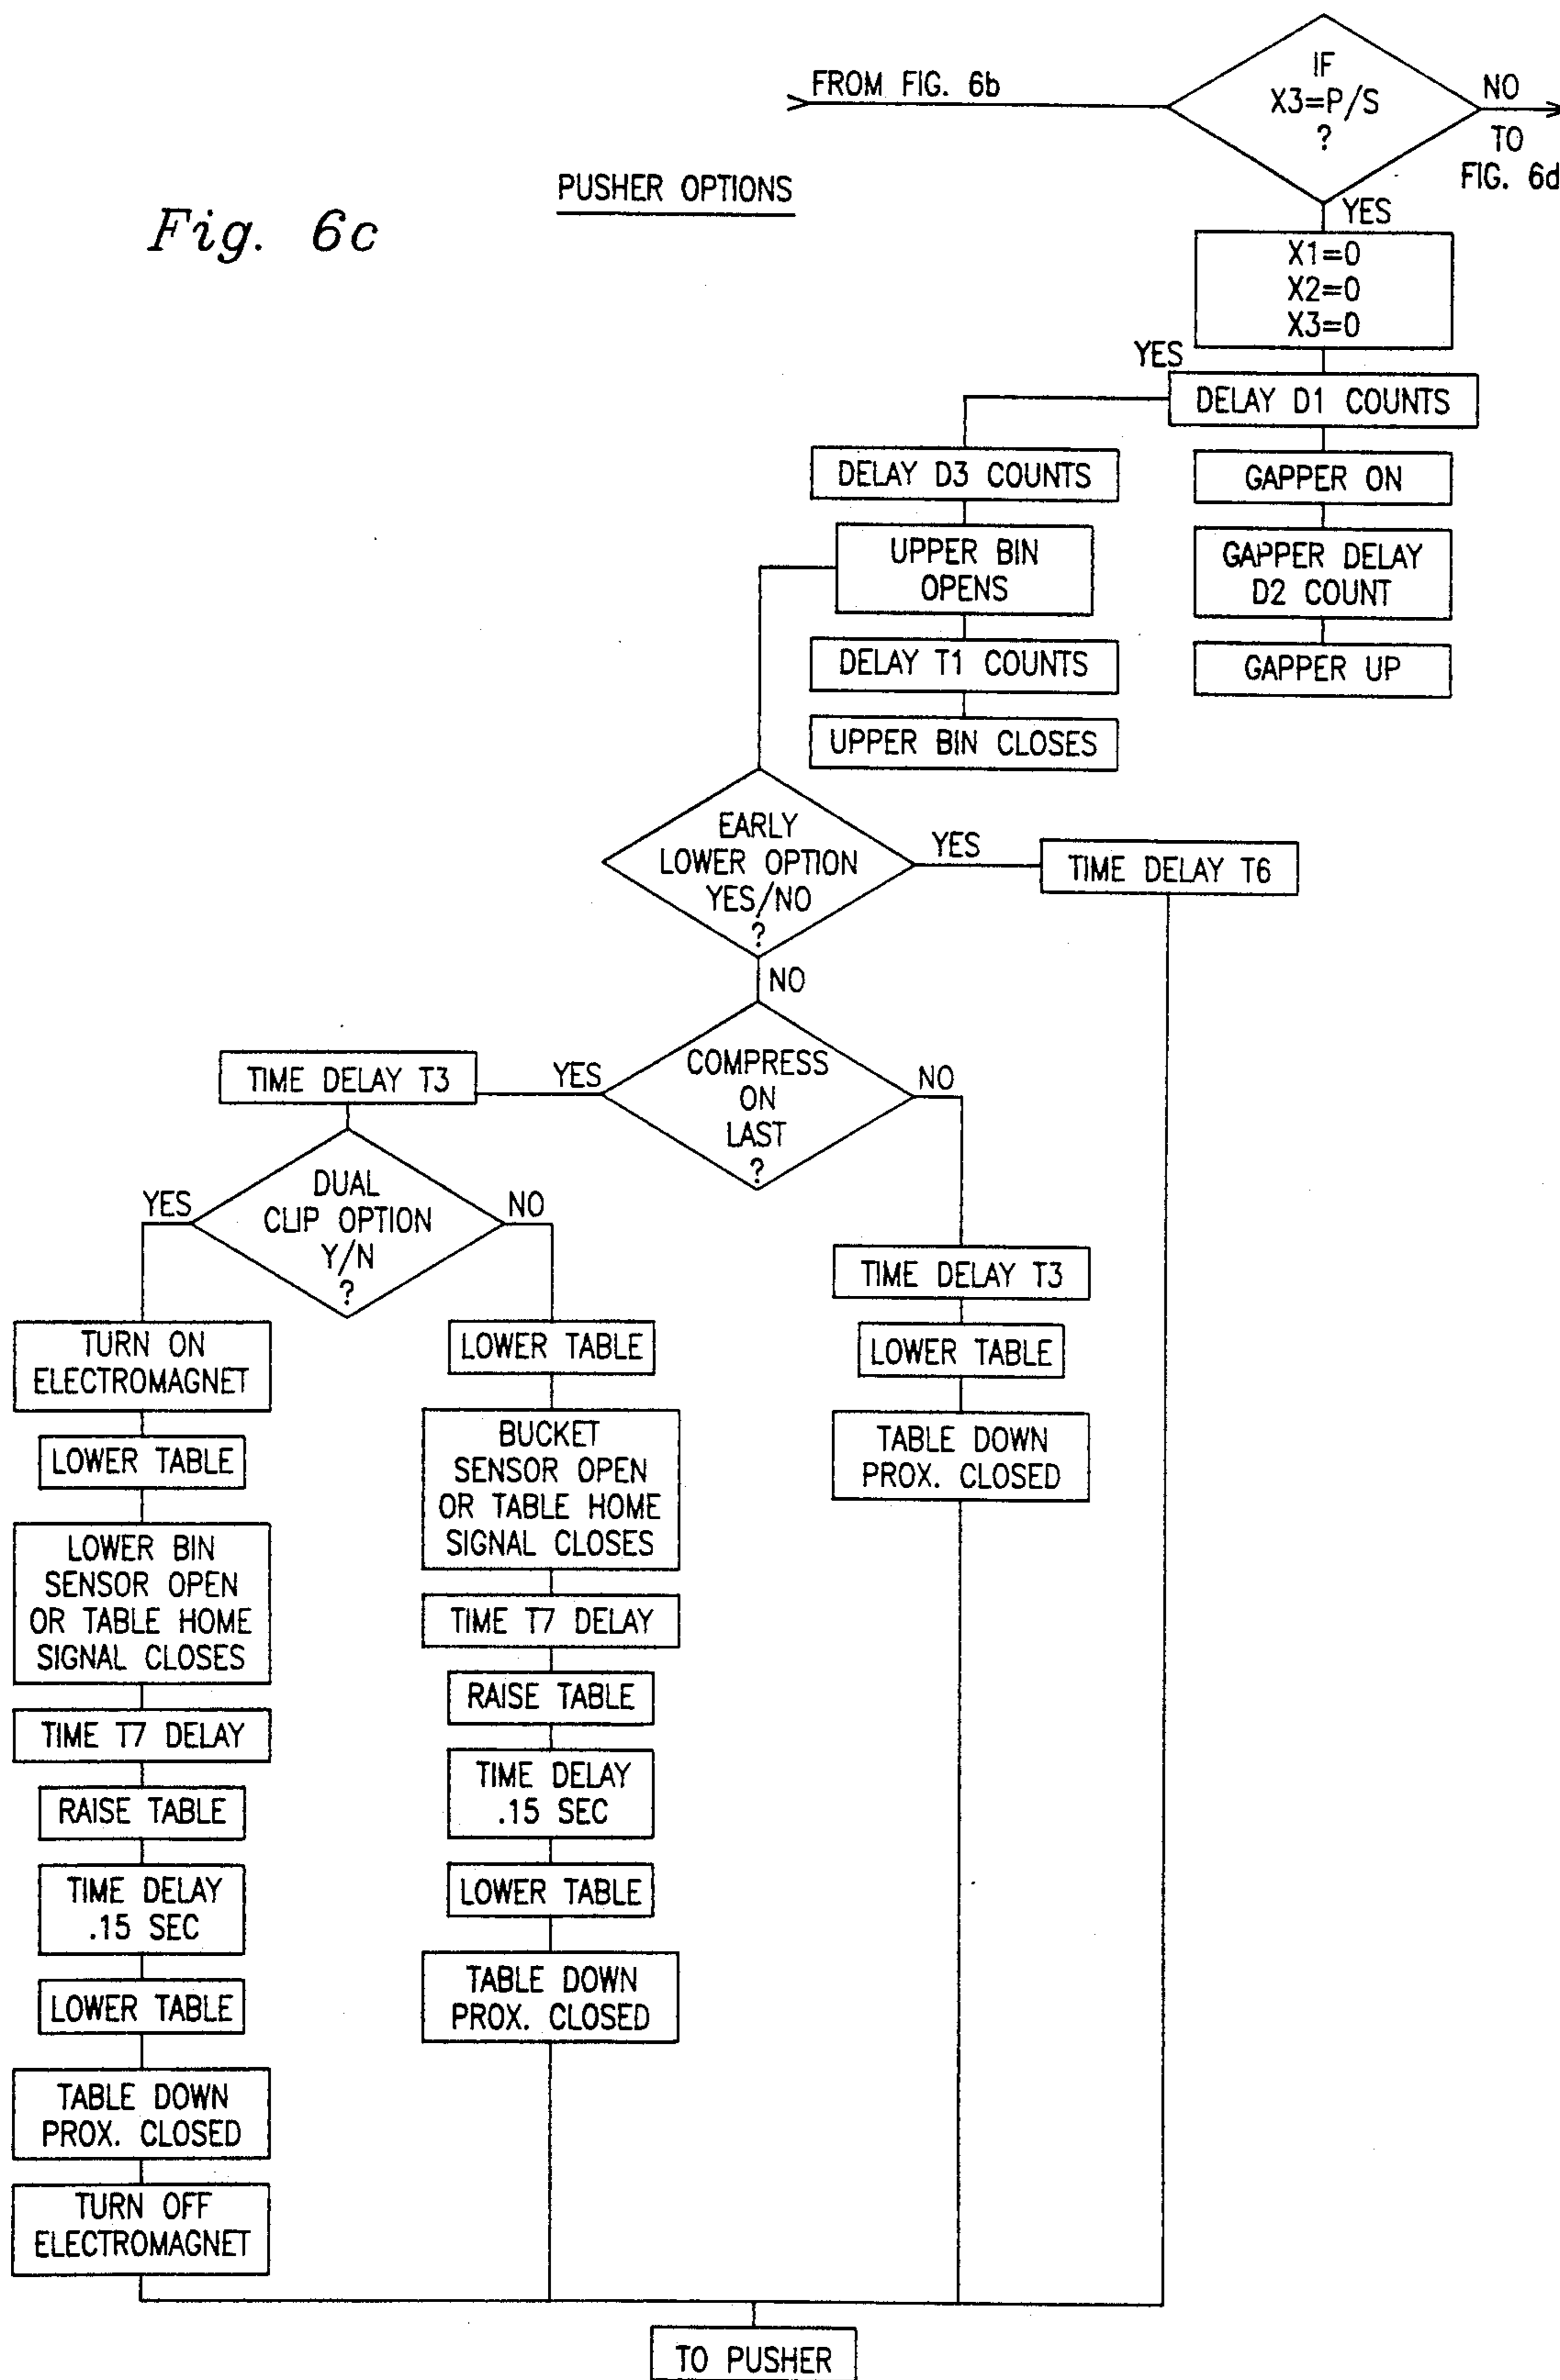 FROM FIG. 6b
IF
X3=P/S
?
NO
TO
FIG. 6d
PUSHER OPTIONS
Fig. 6c
YES
X1=0
X2=0
X3=0
YES
DELAY D1 COUNTS
DELAY D3 COUNTS
GAPPER ON
UPPER BIN
OPENS
GAPPER DELAY
D2 COUNT
DELAY T1 COUNTS
GAPPER UP
UPPER BIN CLOSES
EARLY
LOWER OPTION
YES/NO
?
YES
TIME DELAY T6
NO
COMPRESS
ON
LAST
?
YES
NO
TIME DELAY T3
DUAL
CLIP OPTION
Y/N
?
YES
NO
TIME DELAY T3
LOWER TABLE
TABLE DOWN
PROX. CLOSED
TURN ON
ELECTROMAGNET
LOWER TABLE
LOWER BIN
SENSOR OPEN
OR TABLE HOME
SIGNAL CLOSES
TIME T7 DELAY
RAISE TABLE
TIME DELAY
.15 SEC
LOWER TABLE
TABLE DOWN
PROX. CLOSED
TURN OFF
ELECTROMAGNET
LOWER TABLE
BUCKET
SENSOR OPEN
OR TABLE HOME
SIGNAL CLOSES
TIME T7 DELAY
RAISE TABLE
TIME DELAY
.15 SEC
LOWER TABLE
TABLE DOWN
PROX. CLOSED
TO PUSHER